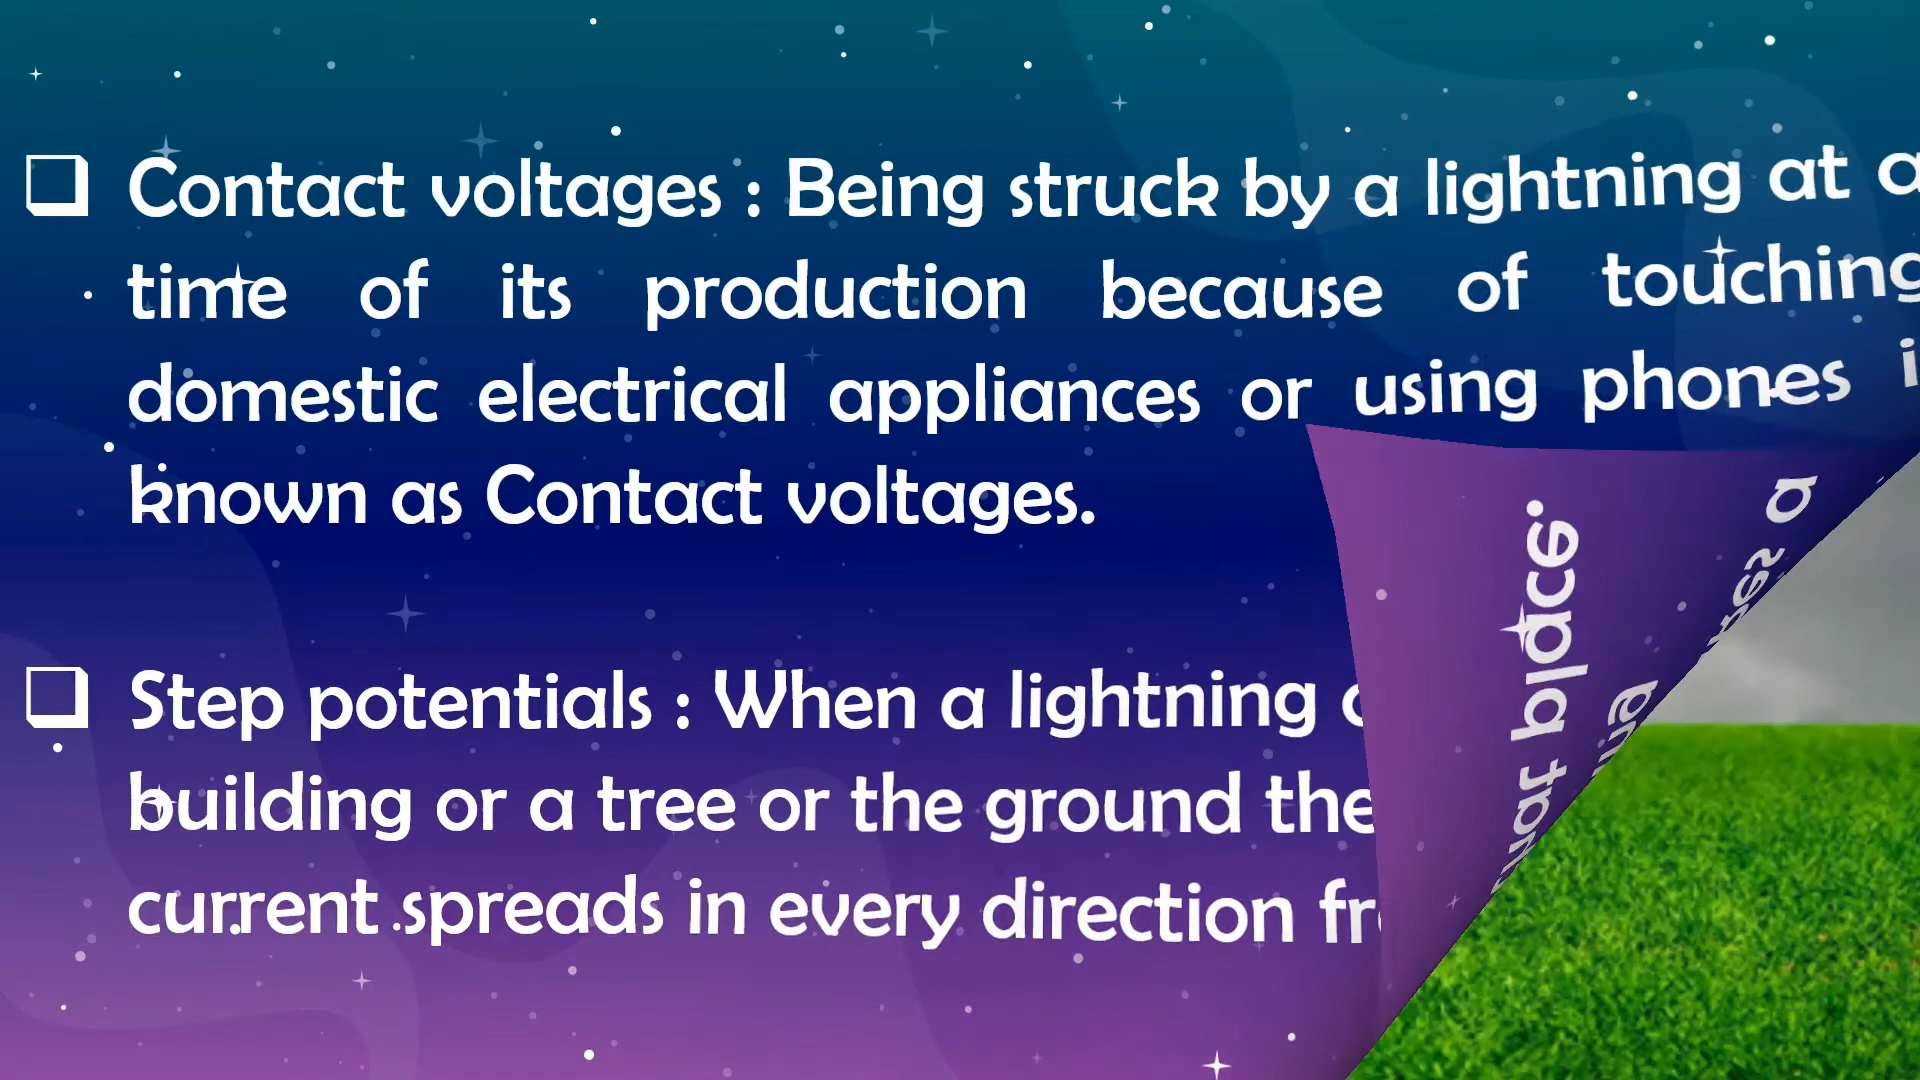 Contact voltages : Being struck by a lightning at
time of its production because of touching
domestic electrical appliances or using phones
known as Contact voltages.
Step potentials : When a lightning
building or a tree or the ground
current spreads in every direction
that place.